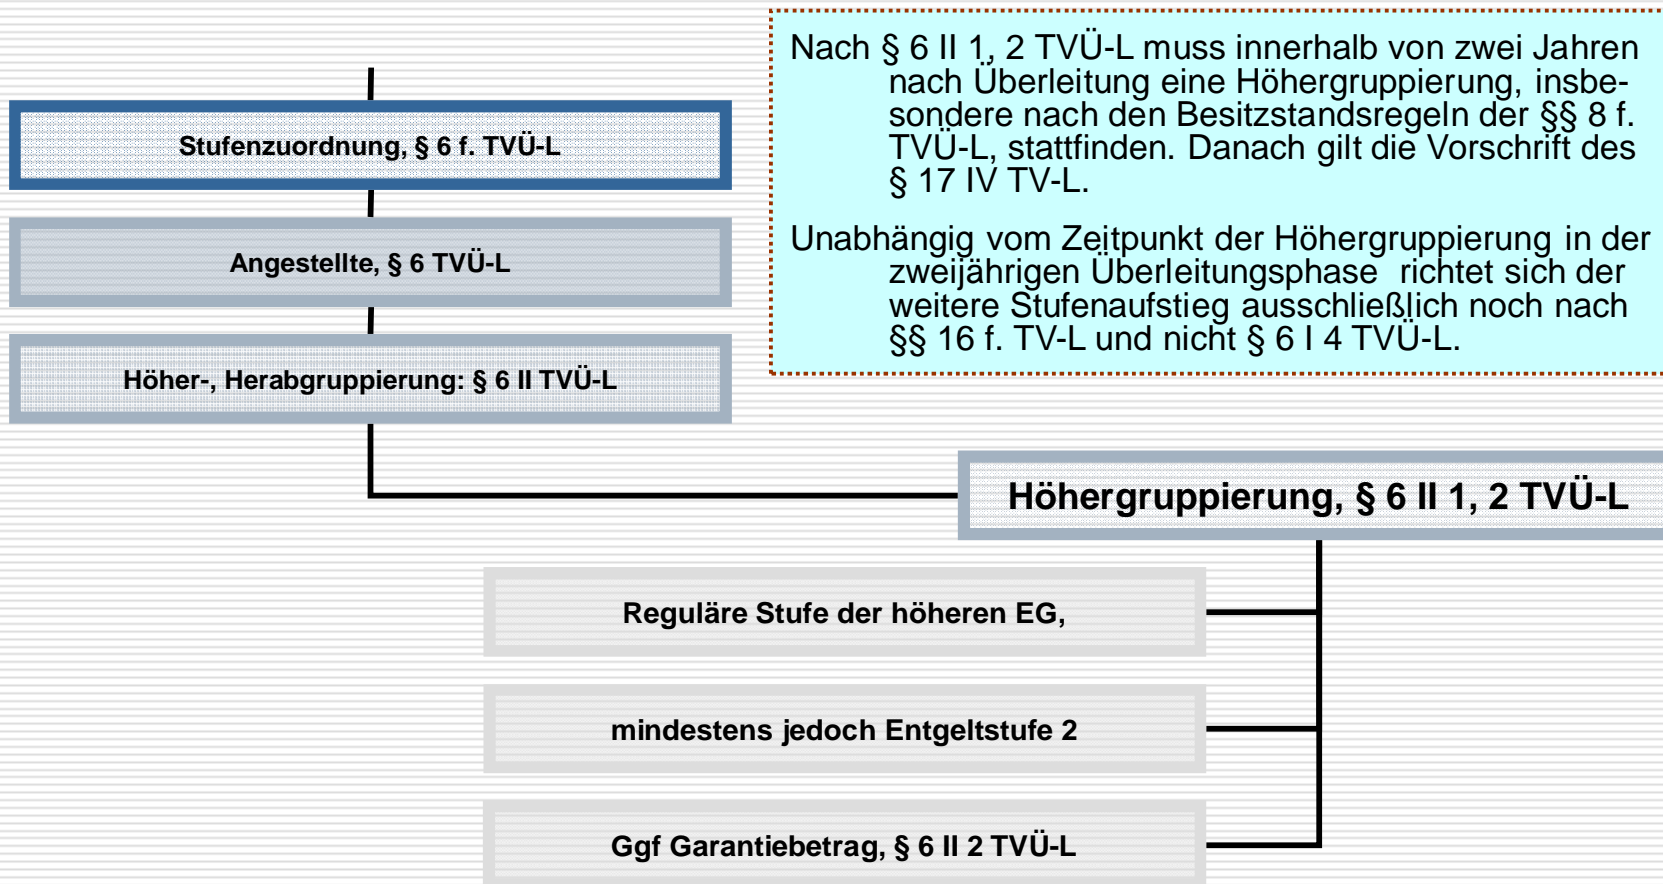 Nach § 6 II 1, 2 TVÜ-L muss innerhalb von zwei Jahren
nach Überleitung eine Höhergruppierung, insbe-
sondere nach den Besitzstandsregeln der §§ 8 f.
TVÜ-L, stattfinden. Danach gilt die Vorschrift des
§ 17 IV TV-L.
Unabhängig vom Zeitpunkt der Höhergruppierung in der
zweijährigen Überleitungsphase richtet sich der
weitere Stufenaufstieg ausschließlich noch nach
§§ 16 f. TV-L und nicht § 6 I 4 TVÜ-L.
Stufenzuordnung, § 6 f. TVÜ-L
Angestellte, § 6 TVÜ-L
Höher-, Herabgruppierung: § 6 II TVÜ-L
Höhergruppierung, § 6 II 1, 2 TVÜ-L
Reguläre Stufe der höheren EG,
mindestens jedoch Entgeltstufe 2
Ggf Garantiebetrag, § 6 II 2 TVÜ-L